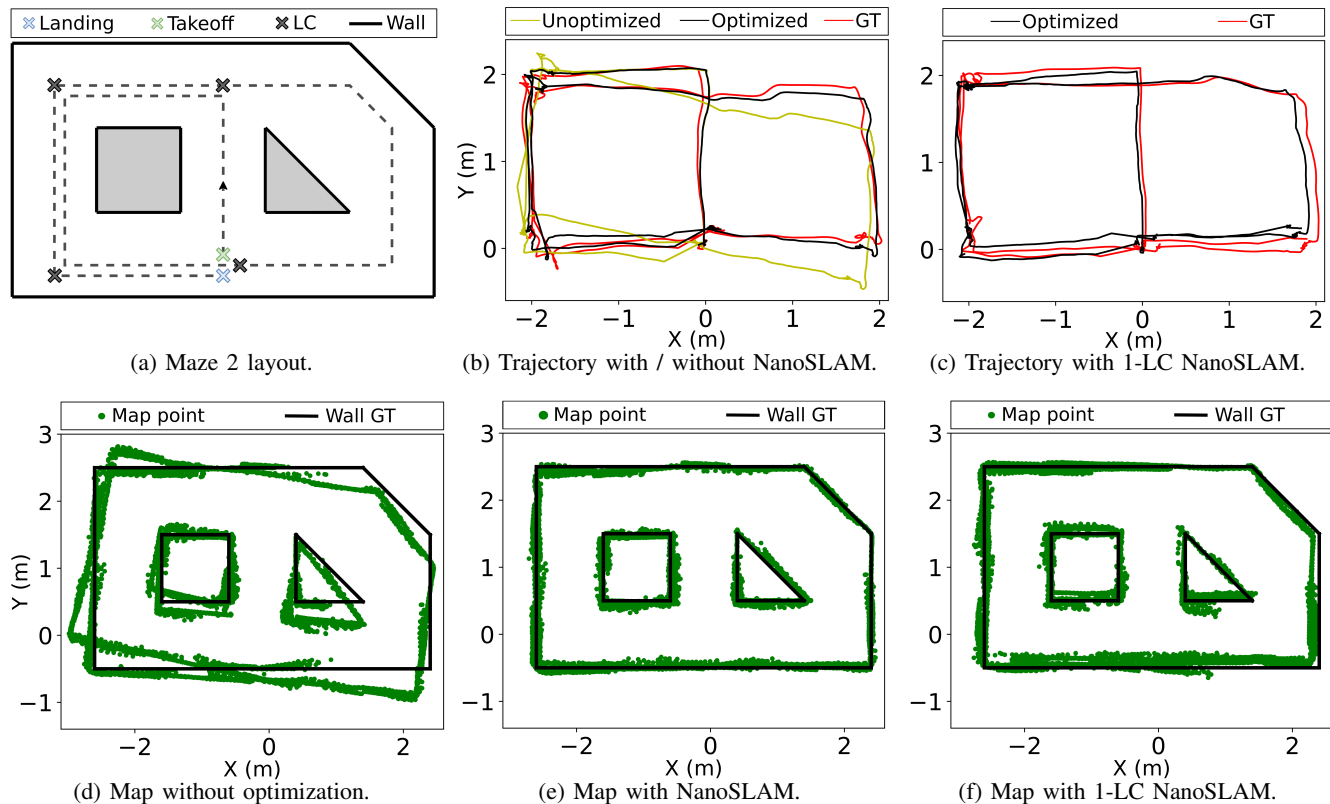 Landing Takeoff LC Wall
(a) Maze 2 layout.
Unoptimized Optimized GT
Y (m)
2
1
0
−2 −1 0 1 2
X (m)
(b) Trajectory with / without NanoSLAM.
Optimized GT
2
1
0
−2 −1 0 1 2
X (m)
(c) Trajectory with 1-LC NanoSLAM.
Map point Wall GT
Y (m)
3
2
1
0
−1
−2 0 2
X (m)
(d) Map without optimization.
Map point Wall GT
3
2
1
0
−1
−2 0 2
X (m)
(e) Map with NanoSLAM.
Map point Wall GT
3
2
1
0
−1
−2 0 2
X (m)
(f) Map with 1-LC NanoSLAM.